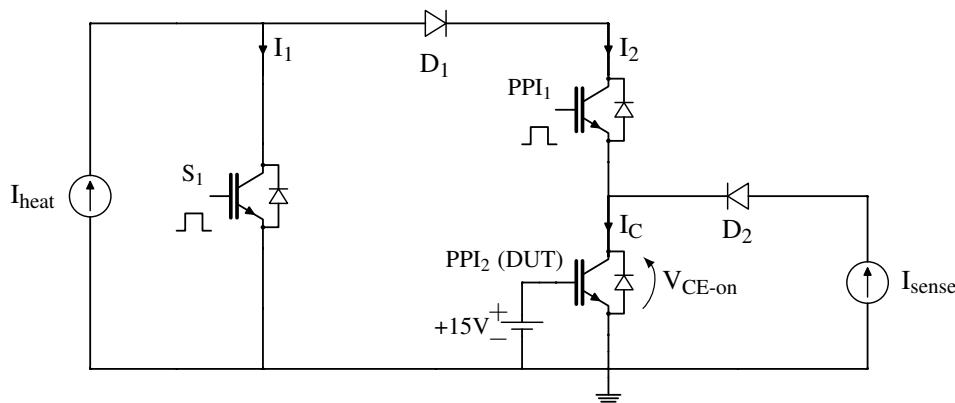 I1
D1
I2
PPI1
S1
Iheat
IC
D2
PPI2 (DUT)
VCE-on
Isense
+15V
+
−